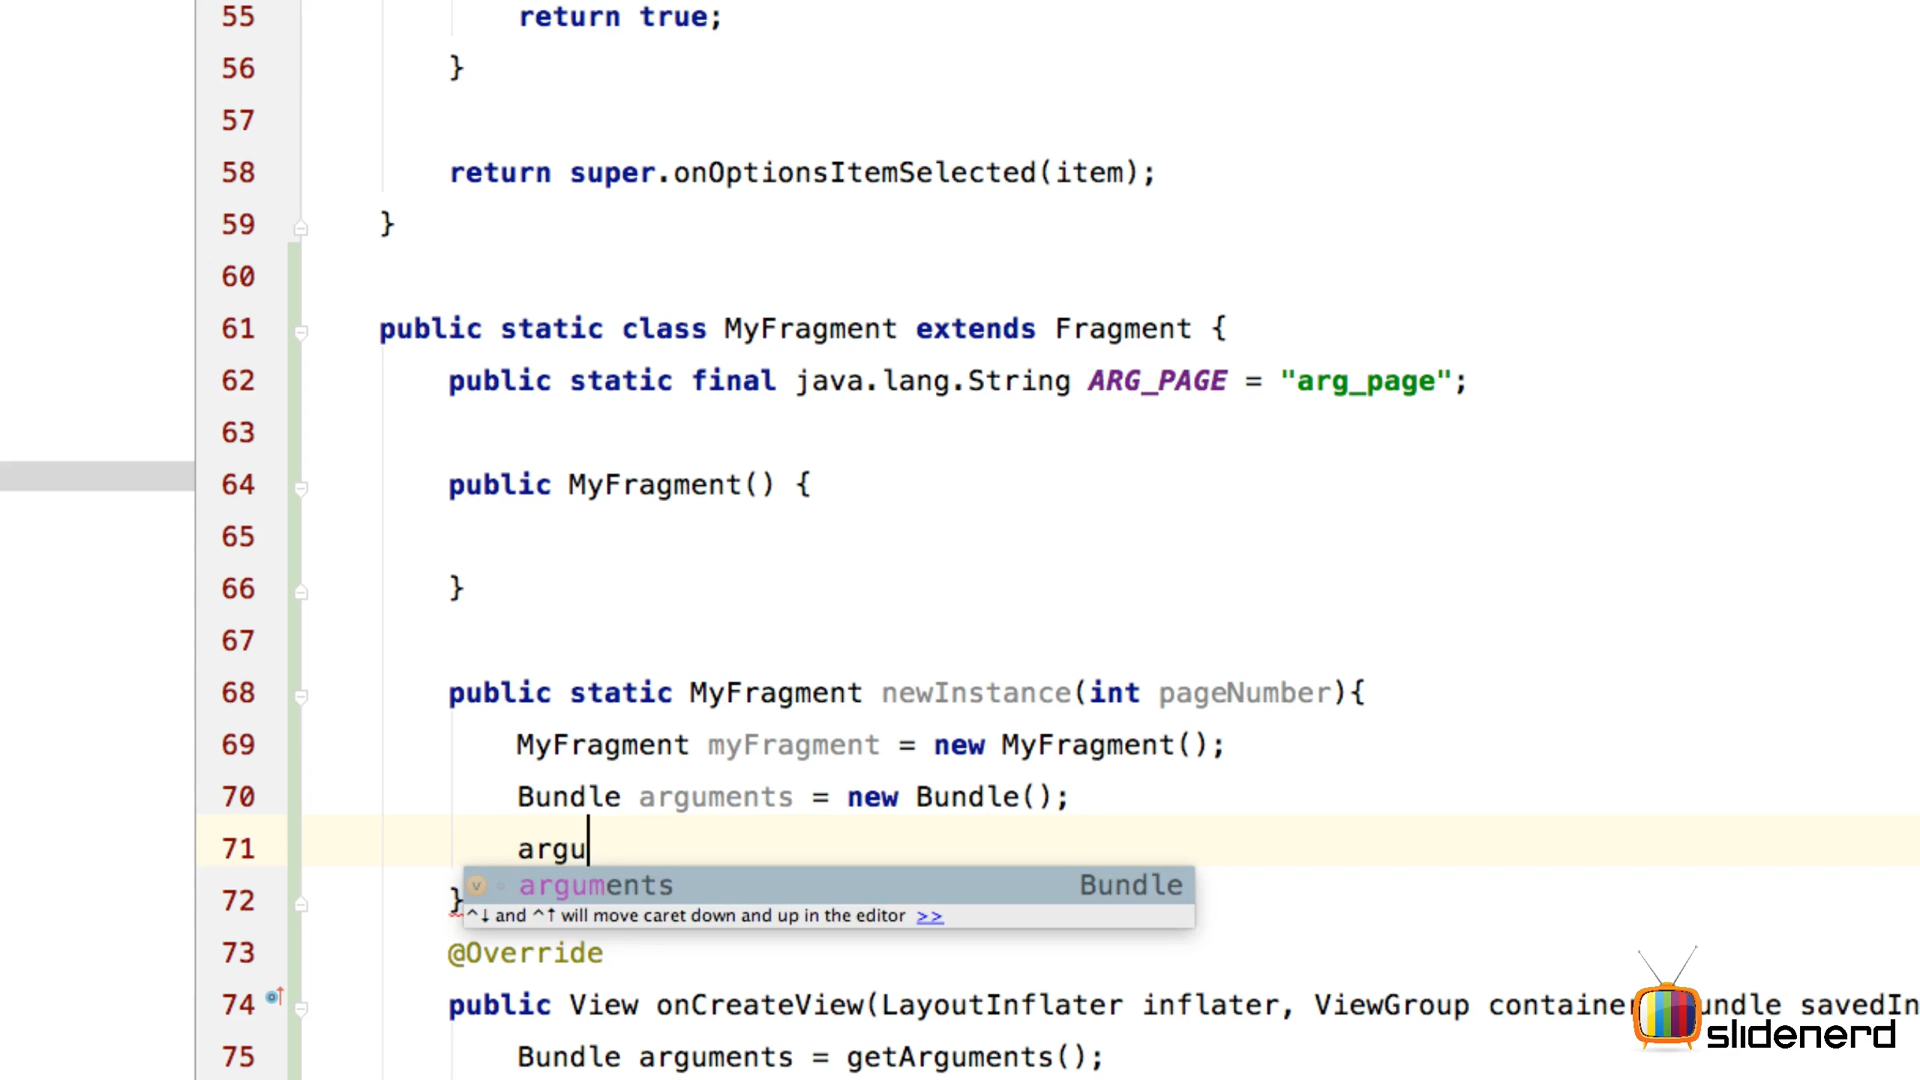 55 return true;
56 }
57
58 return super.onOptionsItemSelected(item);
59 }
60
61 public static class MyFragment extends Fragment {
62 public static final java.lang.String ARG_PAGE = "arg_page";
63
64 public MyFragment() {
65
66 }
67
68 public static MyFragment newInstance(int pageNumber){
69 MyFragment myFragment = new MyFragment();
70 Bundle arguments = new Bundle();
71 argu
v arguments Bundle
72 }
^↓ and ^↑ will move caret down and up in the editor >>
73 @Override
74 public View onCreateView(LayoutInflater inflater, ViewGroup container
75 Bundle arguments = getArguments();
slidenerd